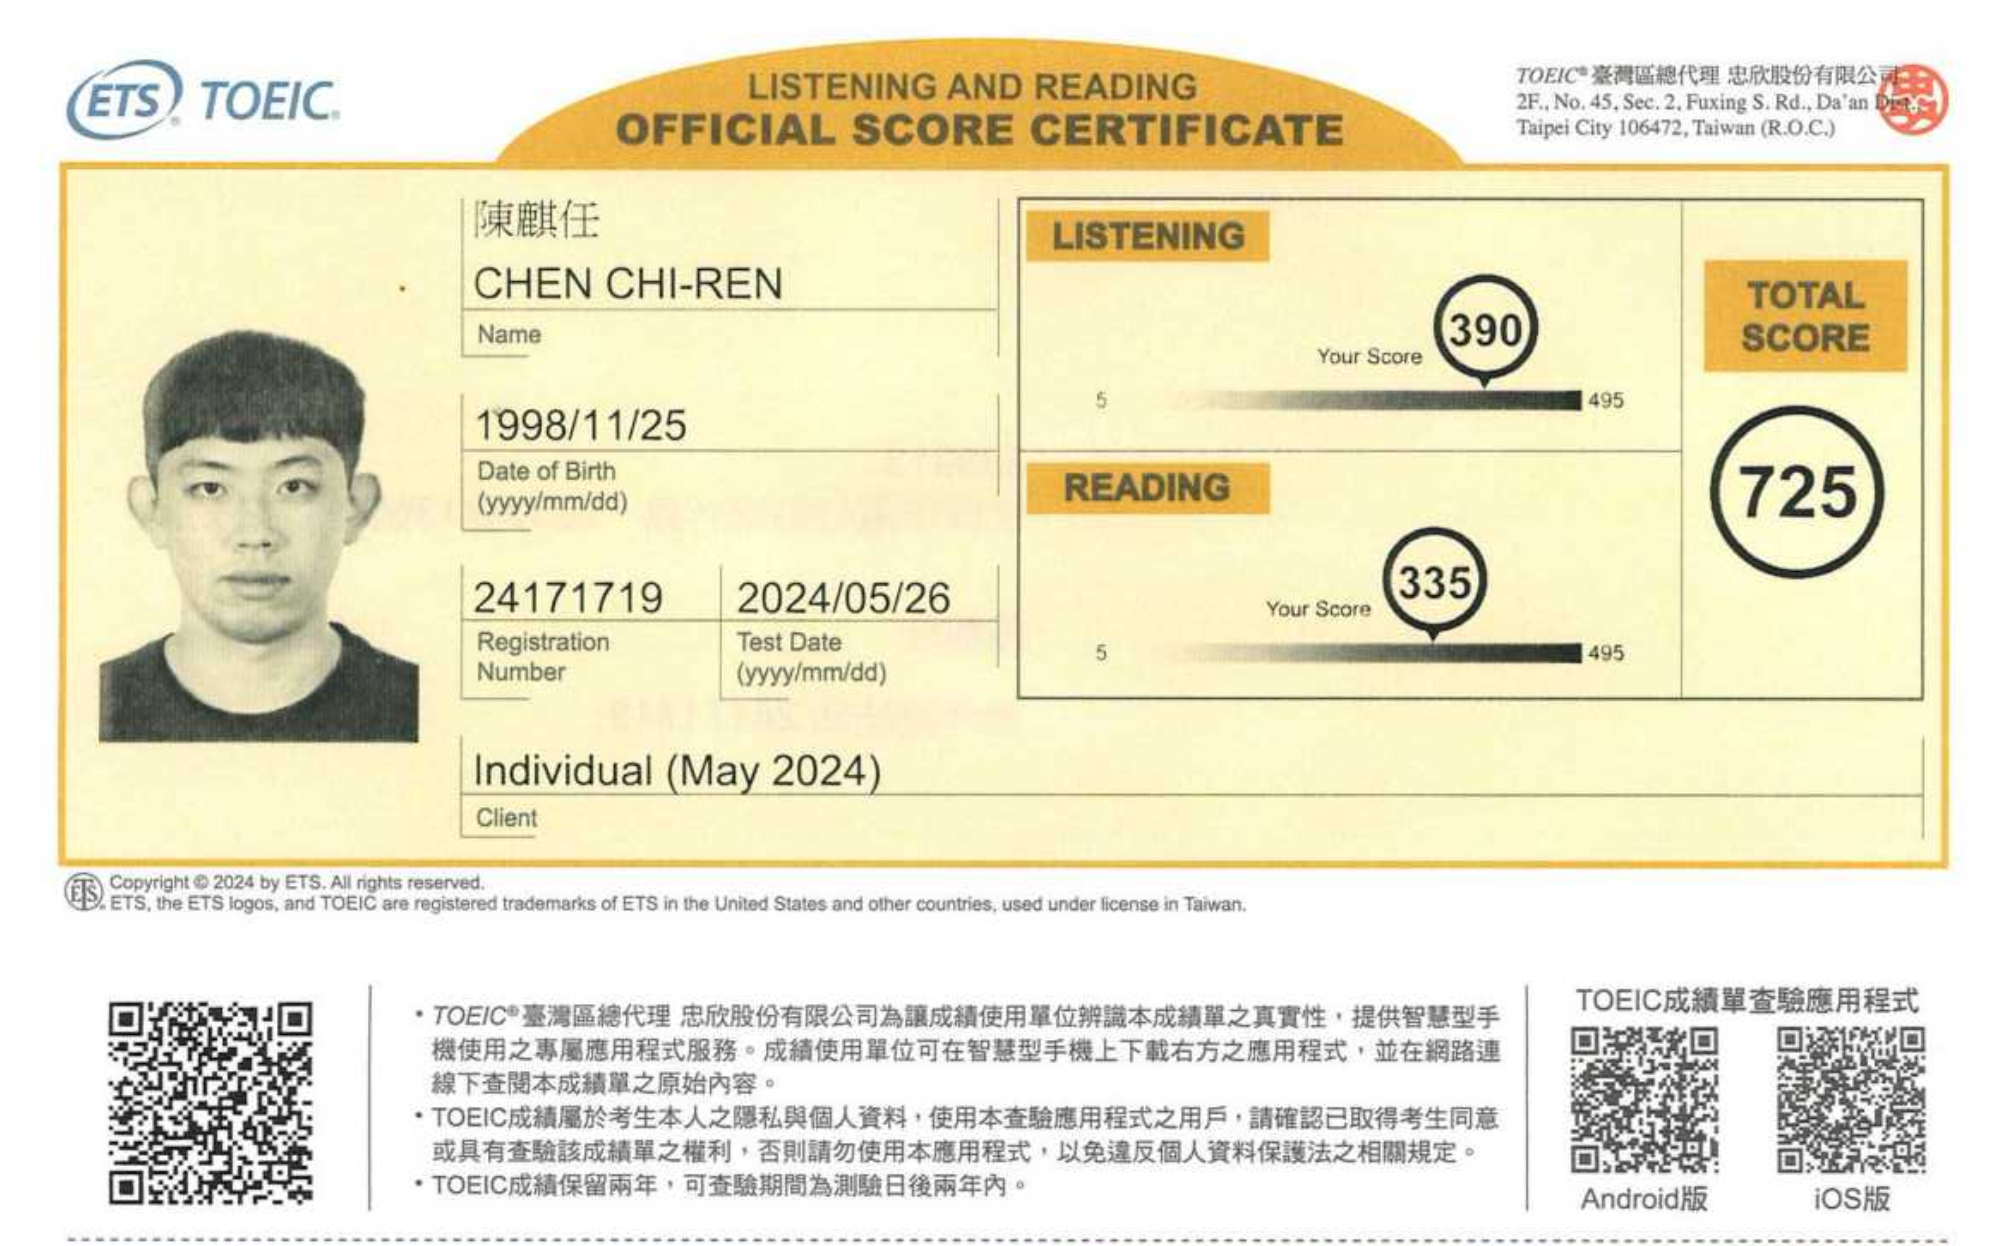 ETS® TOEIC®
LISTENING AND READING
OFFICIAL SCORE CERTIFICATE
TOEIC® 臺灣區總代理 忠欣股份有限公司
2F., No. 45, Sec. 2, Fuxing S. Rd., Da'an Dist.,
Taipei City 106472, Taiwan (R.O.C.)
陳麒任
CHEN CHI-REN
Name
1998/11/25
Date of Birth
(yyyy/mm/dd)
24171719
Registration
Number
2024/05/26
Test Date
(yyyy/mm/dd)
Individual (May 2024)
Client
LISTENING
Your Score 390
5 495
READING
Your Score 335
5 495
TOTAL
SCORE
725
ETS® Copyright © 2024 by ETS. All rights reserved.
ETS, the ETS logos, and TOEIC are registered trademarks of ETS in the United States and other countries, used under license in Taiwan.
• TOEIC®臺灣區總代理 忠欣股份有限公司為讓成績使用單位辨識本成績單之真實性，提供智慧型手
機使用之專屬應用程式服務。成績使用單位可在智慧型手機上下載右方之應用程式，並在網路連
線下查閱本成績單之原始內容。
• TOEIC成績屬於考生本人之隱私與個人資料，使用本查驗應用程式之用戶，請確認已取得考生同意
或具有查驗該成績單之權利，否則請勿使用本應用程式，以免違反個人資料保護法之相關規定。
• TOEIC成績保留兩年，可查驗期間為測驗日後兩年內。
TOEIC成績單查驗應用程式
Android版
iOS版